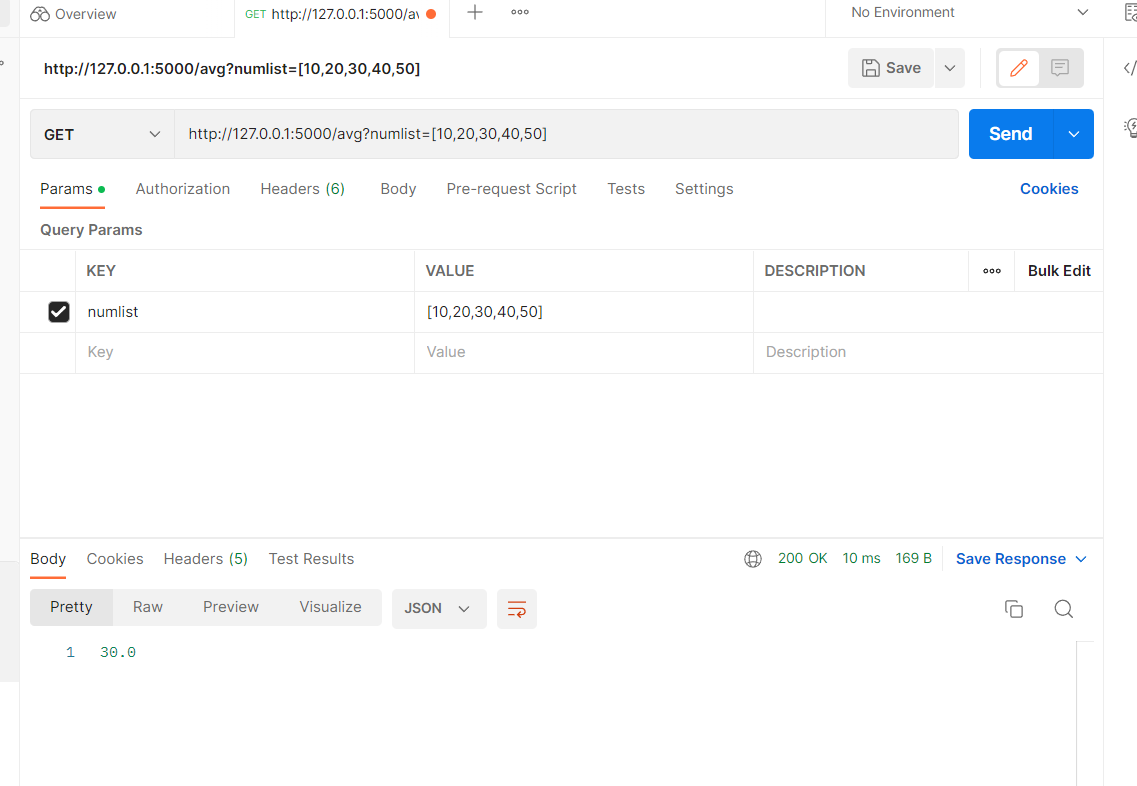 Overview
GET http://127.0.0.1:5000/av
No Environment
http://127.0.0.1:5000/avg?numlist=[10,20,30,40,50]
Save
GET
http://127.0.0.1:5000/avg?numlist=[10,20,30,40,50]
Send
Params Authorization Headers (6) Body Pre-request Script Tests Settings Cookies
Query Params
KEY VALUE DESCRIPTION Bulk Edit
numlist [10,20,30,40,50]
Key Value Description
Body Cookies Headers (5) Test Results 200 OK 10 ms 169 B Save Response
Pretty Raw Preview Visualize JSON
1 30.0